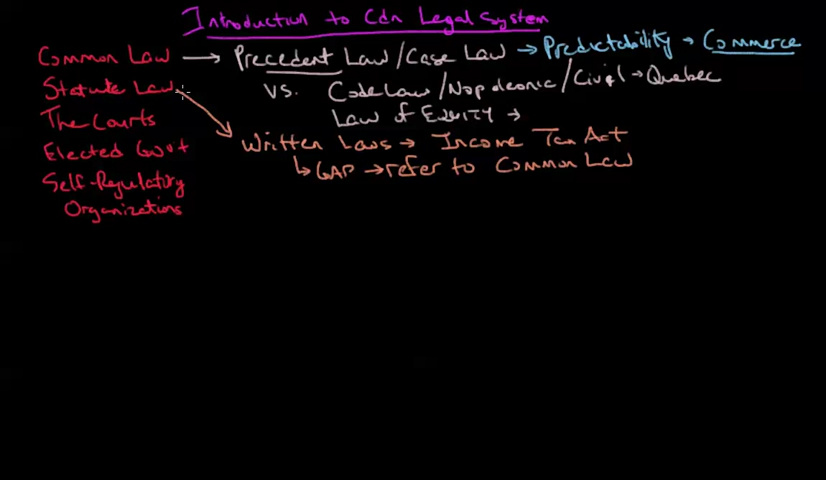 Introduction to Cdn Legal System
Common Law → Precedent Law/Case Law → Predictability → Commerce
Statute Law vs. Code Law/Napoleonic/Civil → Quebec
The Courts Law of Equity →
Elected Gov't Written Laws → Income Tax Act
Self-Regulatory ↳ GAP → refer to Common Law
Organizations